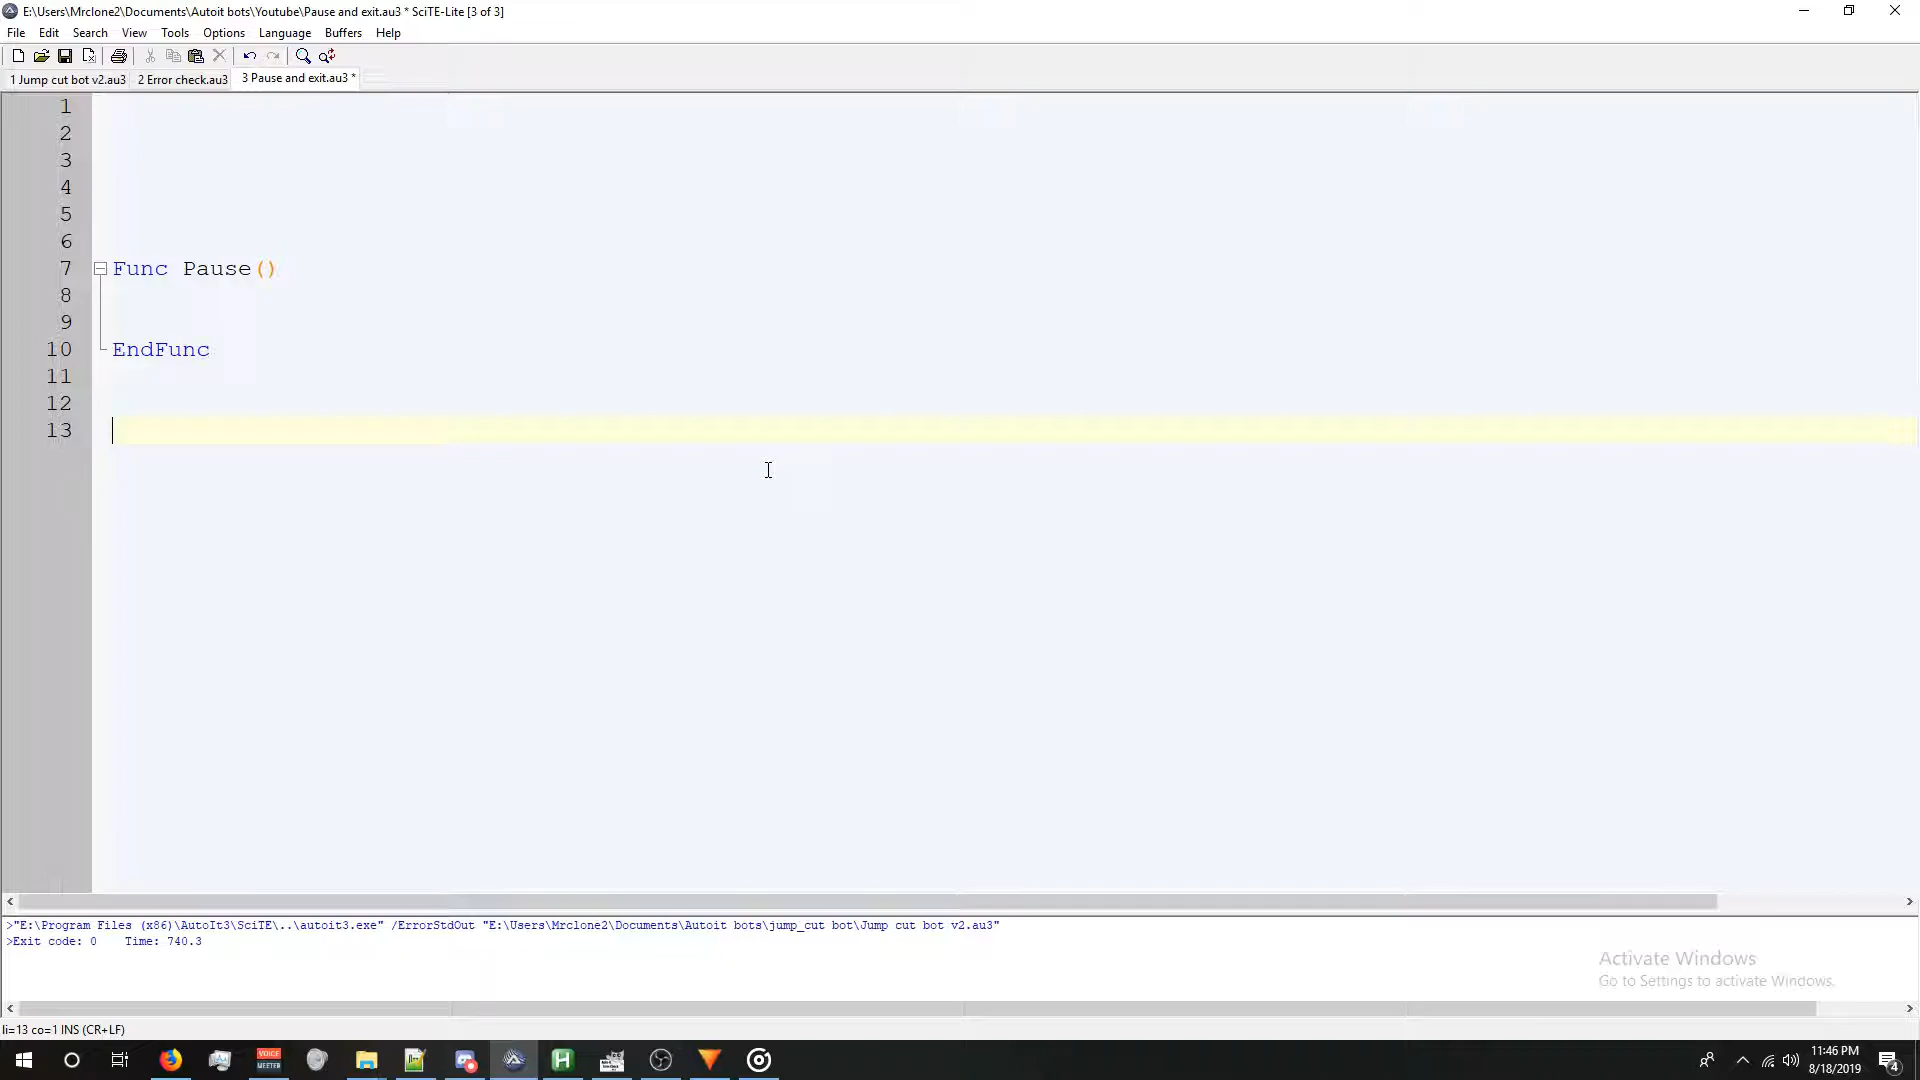 E:\Users\Mrclone2\Documents\Autoit bots\Youtube\Pause and exit.au3 * SciTE-Lite [3 of 3]
File Edit Search View Tools Options Language Buffers Help
1 Jump cut bot v2.au3 2 Error check.au3 3 Pause and exit.au3 *
1
2
3
4
5
6
7 Func Pause()
8
9
10 EndFunc
11
12
13
>"E:\Program Files (x86)\AutoIt3\SciTE\..\autoit3.exe" /ErrorStdOut "E:\Users\Mrclone2\Documents\Autoit bots\jump_cut bot\Jump cut bot v2.au3"
>Exit code: 0 Time: 740.3
Activate Windows
Go to Settings to activate Windows.
li=13 co=1 INS (CR+LF)
VOICE
MEETER
H
11:46 PM
8/18/2019
4